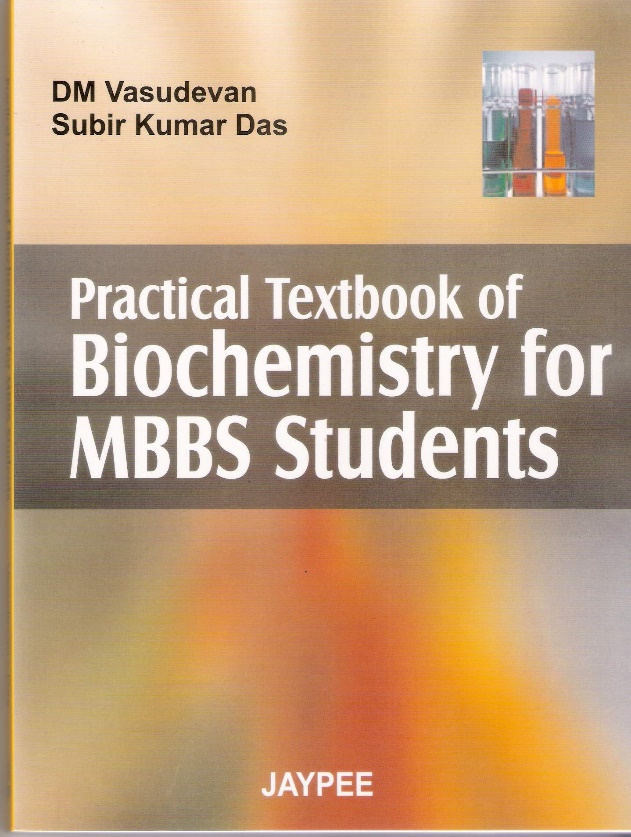 DM Vasudevan
Subir Kumar Das
Practical Textbook of
Biochemistry for
MBBS Students
JAYPEE